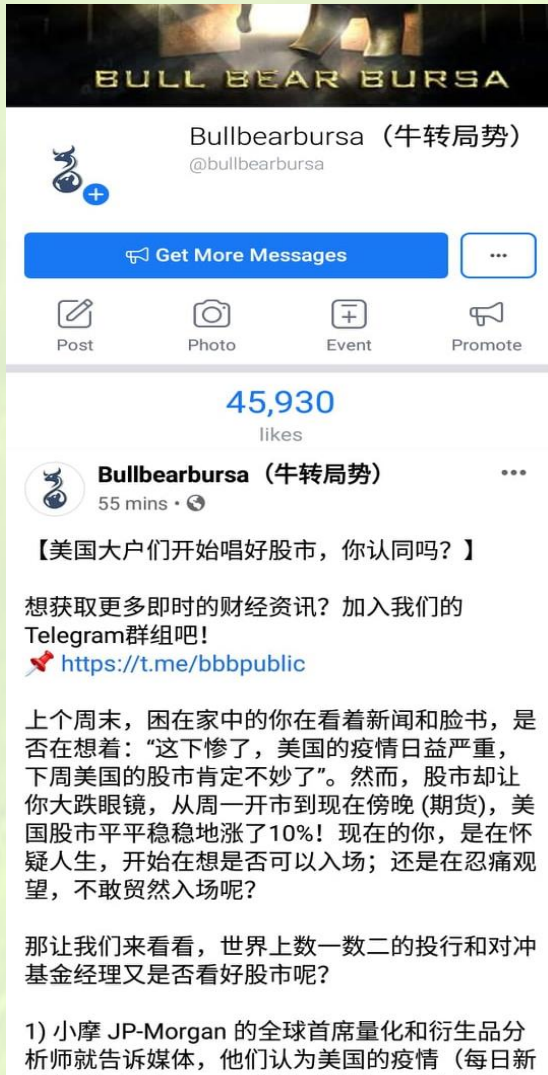 BULL BEAR BURSA
Bullbearbursa（牛转局势）
@bullbearbursa
Get More Messages
...
Post Photo Event Promote
45,930
likes
Bullbearbursa（牛转局势）
55 mins ·
【美国大户们开始唱好股市，你认同吗？】
想获取更多即时的财经资讯？加入我们的
Telegram群组吧！
📌 https://t.me/bbbpublic
上个周末，困在家中的你在看着新闻和脸书，是
否在想着：“这下惨了，美国的疫情日益严重，
下周美国的股市肯定不妙了”。然而，股市却让
你大跌眼镜，从周一开市到现在傍晚 (期货)，美
国股市平平稳稳地涨了10%！现在的你，是在怀
疑人生，开始在想是否可以入场；还是在忍痛观
望，不敢贸然入场呢？
那让我们来看看，世界上数一数二的投行和对冲
基金经理又是否看好股市呢？
1) 小摩 JP-Morgan 的全球首席量化和衍生品分
析师就告诉媒体，他们认为美国的疫情（每日新